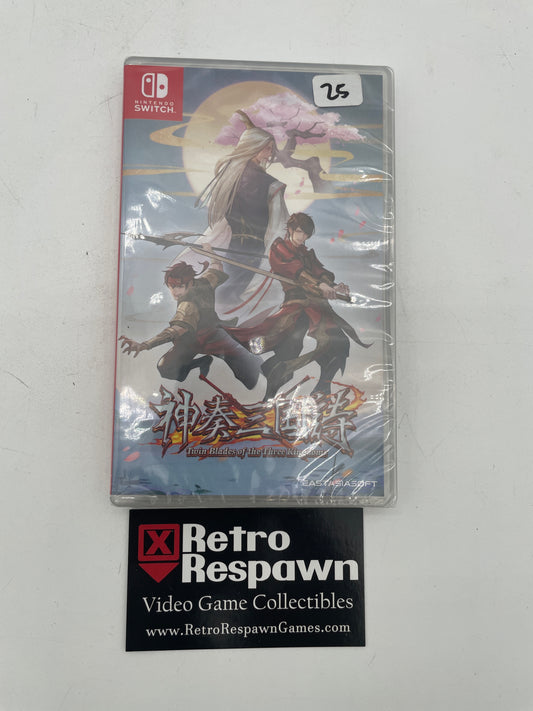 NINTENDO
SWITCH
25
神奏三国诗
Twin Blades of the Three Kingdoms
EASTASIASOFT
Retro
Respawn
Video Game Collectibles
www.RetroRespawnGames.com